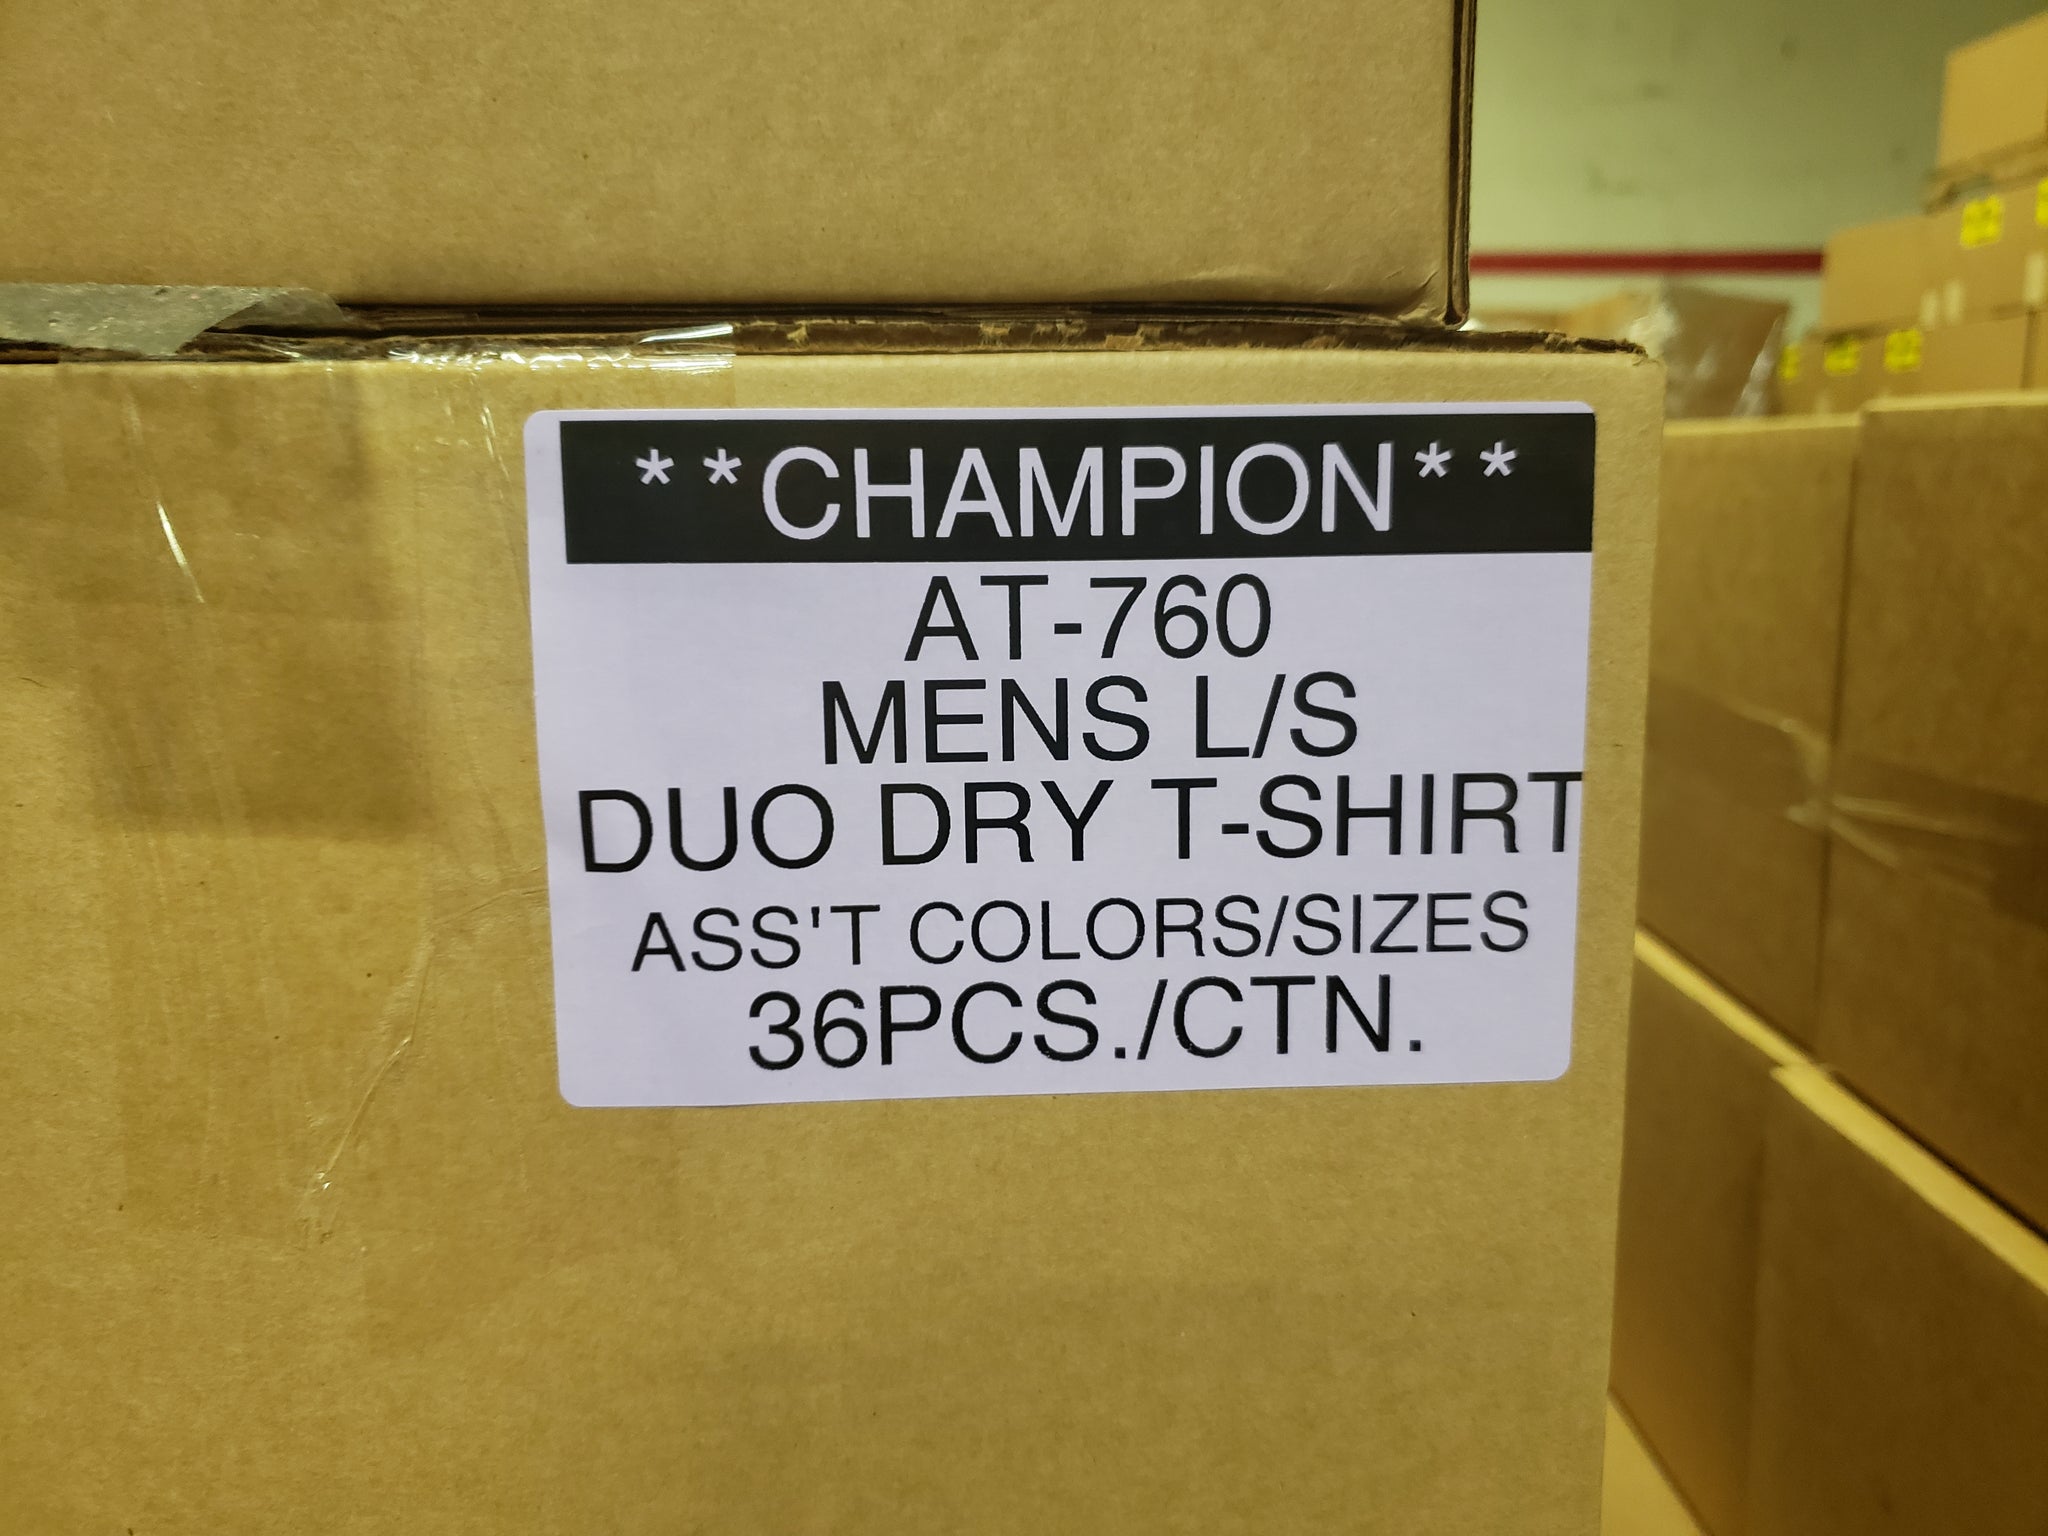 **CHAMPION**
AT-760
MENS L/S
DUO DRY T-SHIRT
ASS'T COLORS/SIZES
36PCS./CTN.